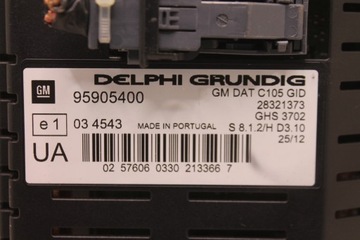 DELPHI GRUNDIG
GM 95905400 GM DAT C105 GID
28321373
GHS 3702
e 1 03 4543 MADE IN PORTUGAL S 8.1.2/H D3.10
25/12
UA
02 57606 0330 213366 7